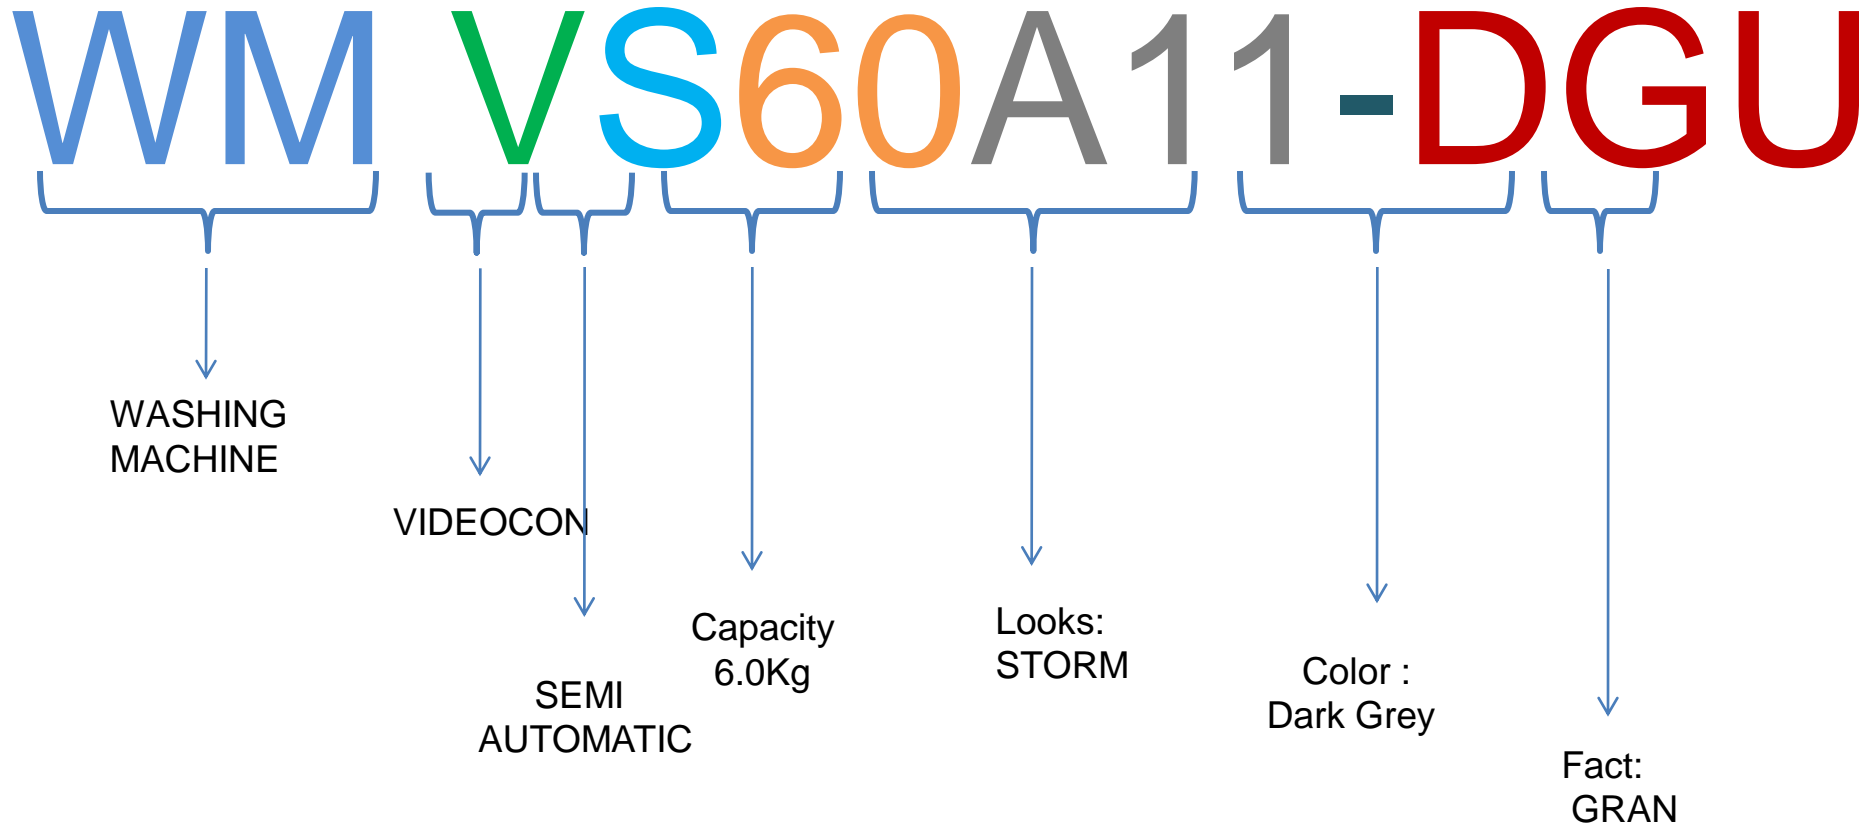 WM VS60A11-DGU
WASHING
MACHINE
VIDEOCON
SEMI
AUTOMATIC
Capacity
6.0Kg
Looks:
STORM
Color :
Dark Grey
Fact:
GRAN